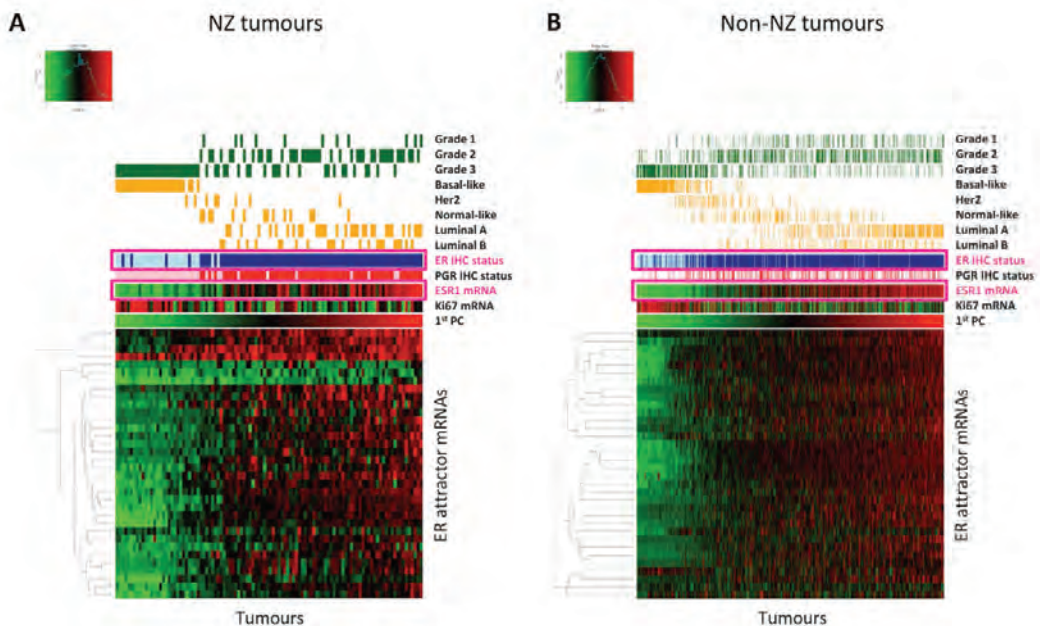 A
NZ tumours
Grade 1
Grade 2
Grade 3
Basal-like
Her2
Normal-like
Luminal A
Luminal B
ER IHC status
PGR IHC status
ESR1 mRNA
Ki67 mRNA
1st PC
ER attractor mRNAs
Tumours
B
Non-NZ tumours
Grade 1
Grade 2
Grade 3
Basal-like
Her2
Normal-like
Luminal A
Luminal B
ER IHC status
PGR IHC status
ESR1 mRNA
Ki67 mRNA
1st PC
ER attractor mRNAs
Tumours